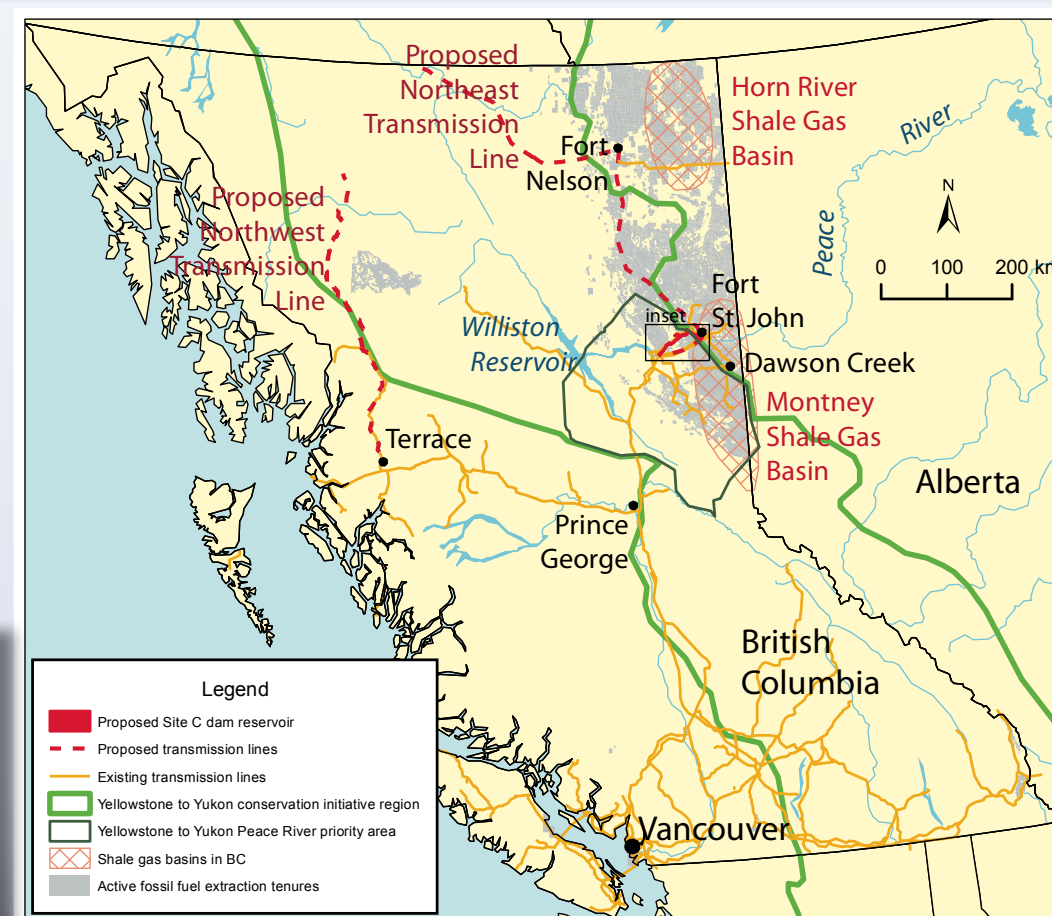 Proposed
Northeast
Transmission
Line
Horn River
Shale Gas
Basin
River
Peace
N
0 100 200 km
Fort
Nelson
Proposed
Northwest
Transmission
Line
Fort
St. John
inset
Williston
Reservoir
Dawson Creek
Montney
Shale Gas
Basin
Terrace
Alberta
Prince
George
British
Columbia
Vancouver
Legend
Proposed Site C dam reservoir
Proposed transmission lines
Existing transmission lines
Yellowstone to Yukon conservation initiative region
Yellowstone to Yukon Peace River priority area
Shale gas basins in BC
Active fossil fuel extraction tenures